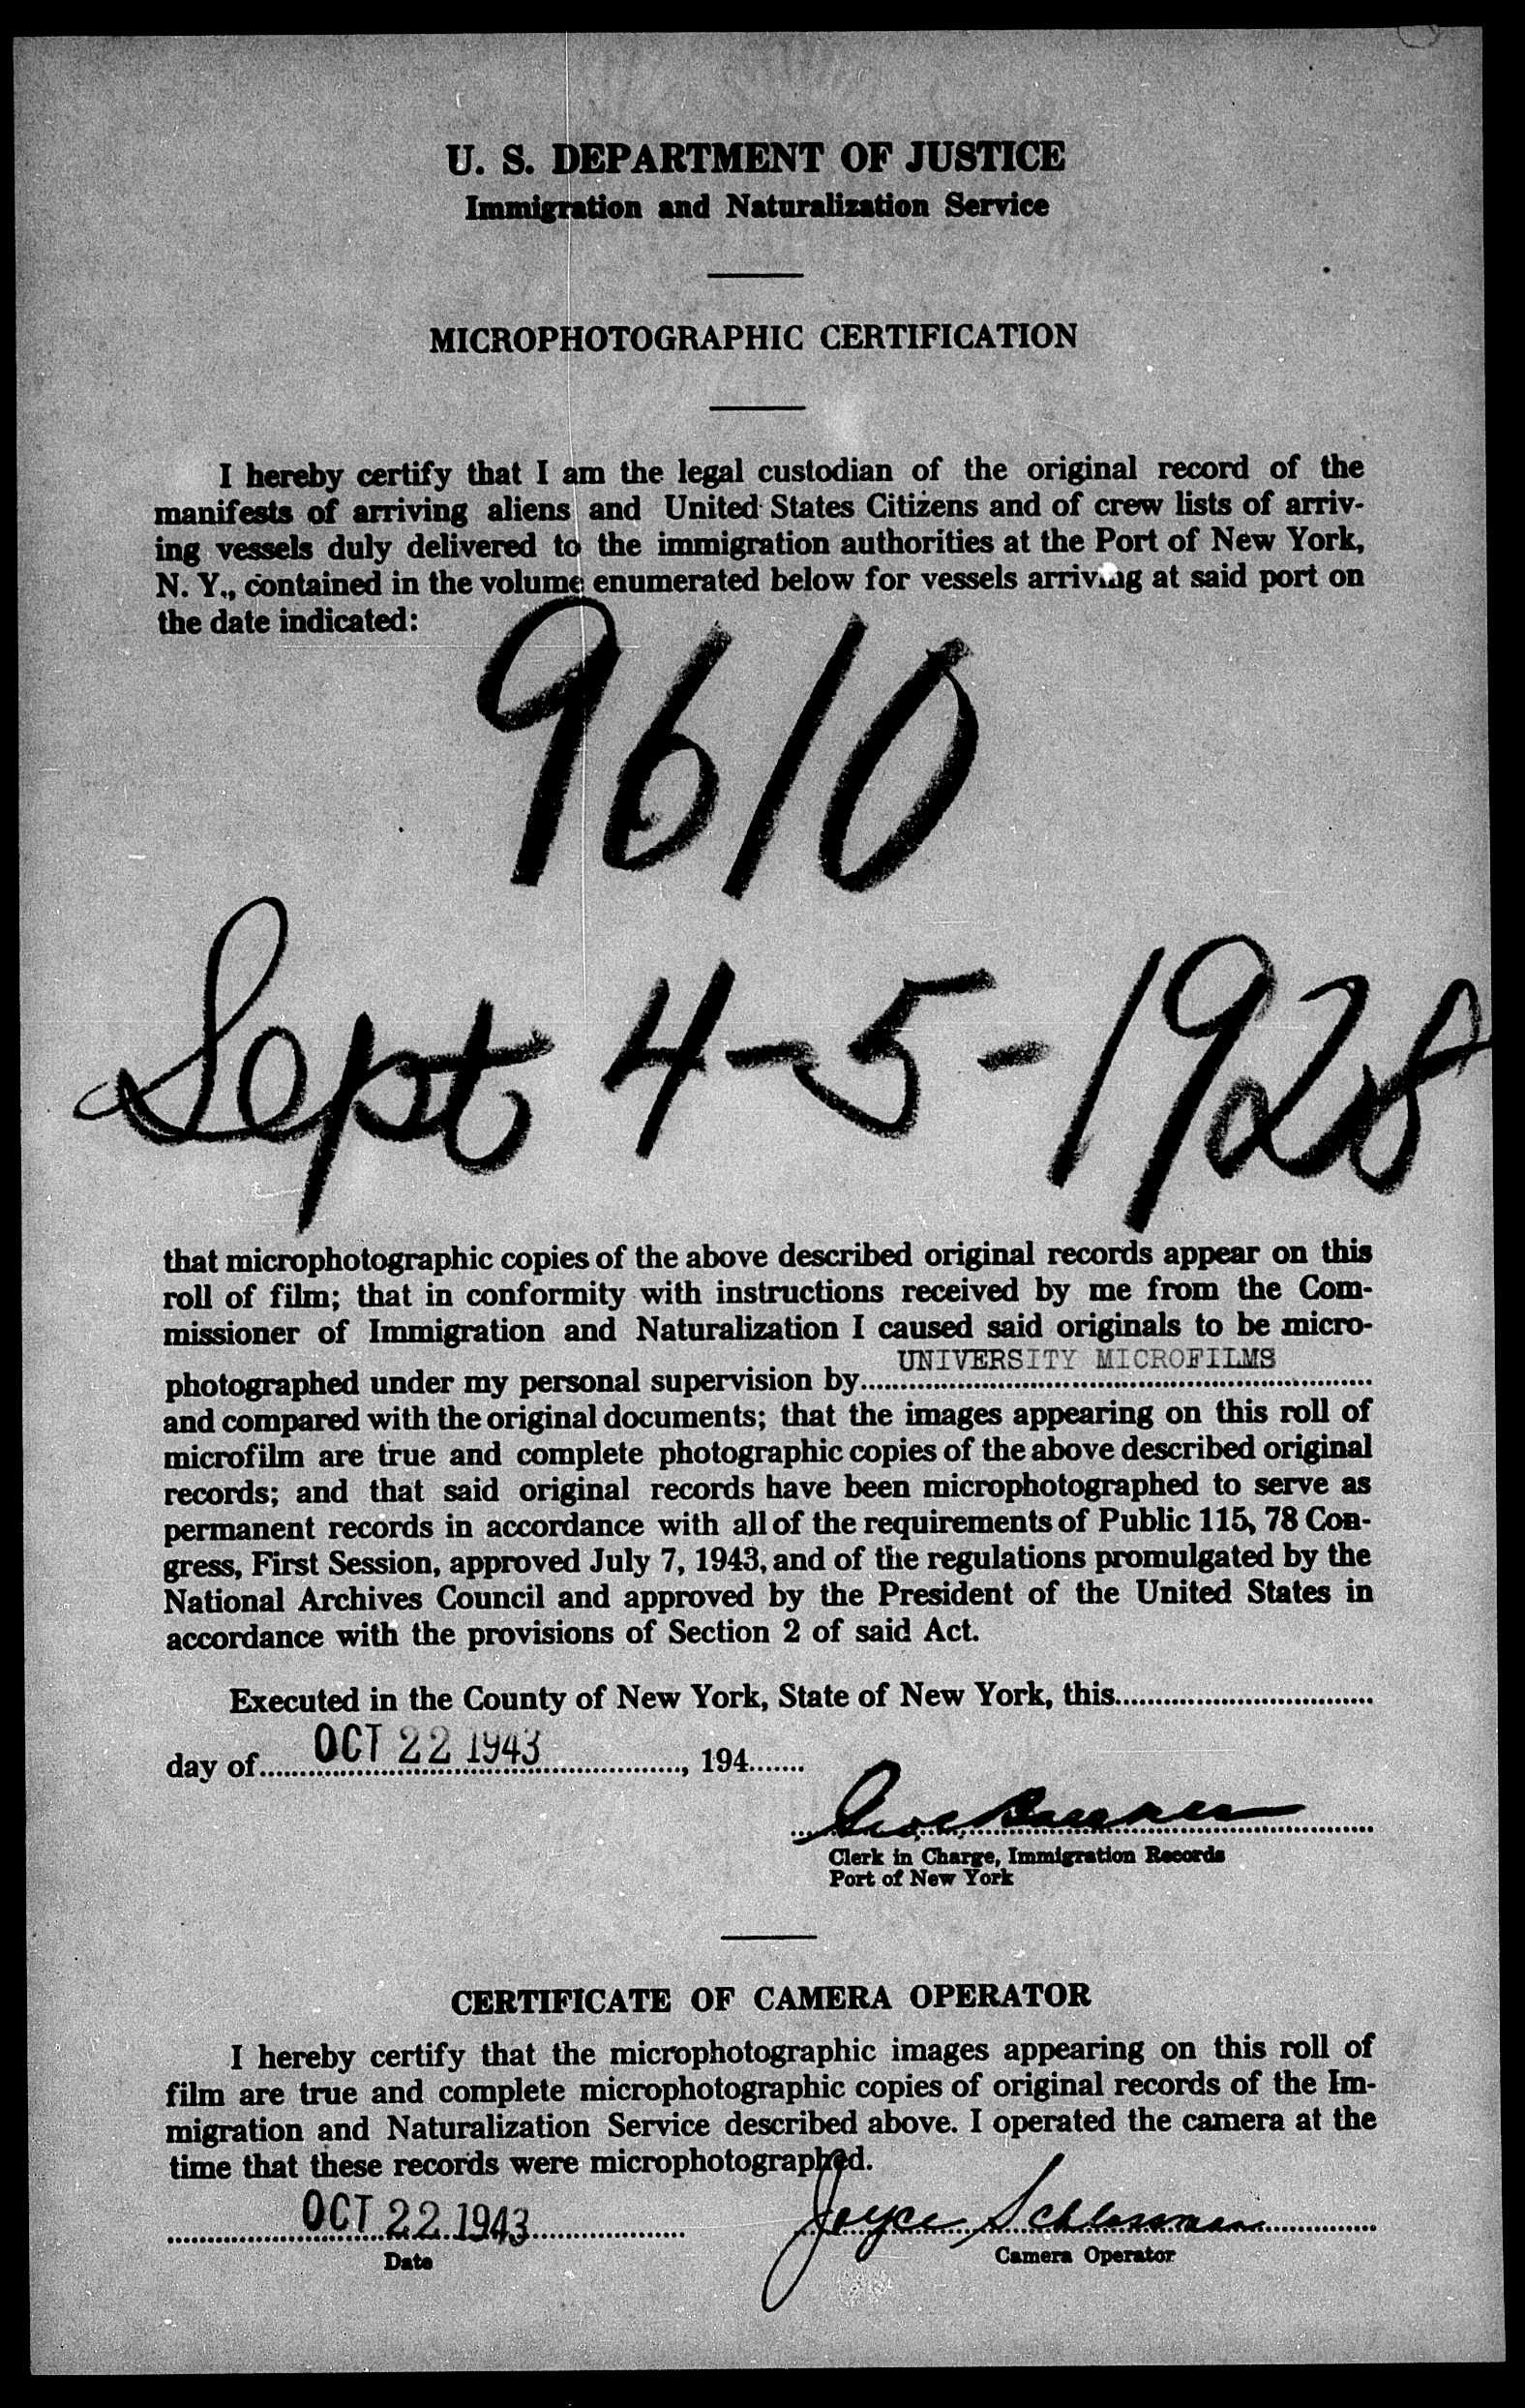 U. S. DEPARTMENT OF JUSTICE
Immigration and Naturalization Service
MICROPHOTOGRAPHIC CERTIFICATION
I hereby certify that I am the legal custodian of the original record of the
manifests of arriving aliens and United States Citizens and of crew lists of arriv-
ing vessels duly delivered to the immigration authorities at the Port of New York,
N. Y., contained in the volume enumerated below for vessels arriving at said port on
the date indicated:
9610
Sept 4-5-1928
that microphotographic copies of the above described original records appear on this
roll of film; that in conformity with instructions received by me from the Com-
missioner of Immigration and Naturalization I caused said originals to be micro-
UNIVERSITY MICROFILMS
photographed under my personal supervision by
and compared with the original documents; that the images appearing on this roll of
microfilm are true and complete photographic copies of the above described original
records; and that said original records have been microphotographed to serve as
permanent records in accordance with all of the requirements of Public 115, 78 Con-
gress, First Session, approved July 7, 1943, and of the regulations promulgated by the
National Archives Council and approved by the President of the United States in
accordance with the provisions of Section 2 of said Act.
Executed in the County of New York, State of New York, this
day of OCT 22 1943, 194
Clerk in Charge, Immigration Records
Port of New York
CERTIFICATE OF CAMERA OPERATOR
I hereby certify that the microphotographic images appearing on this roll of
film are true and complete microphotographic copies of original records of the Im-
migration and Naturalization Service described above. I operated the camera at the
time that these records were microphotographed.
OCT 22 1943 Joyce Schlossman
Date Camera Operator